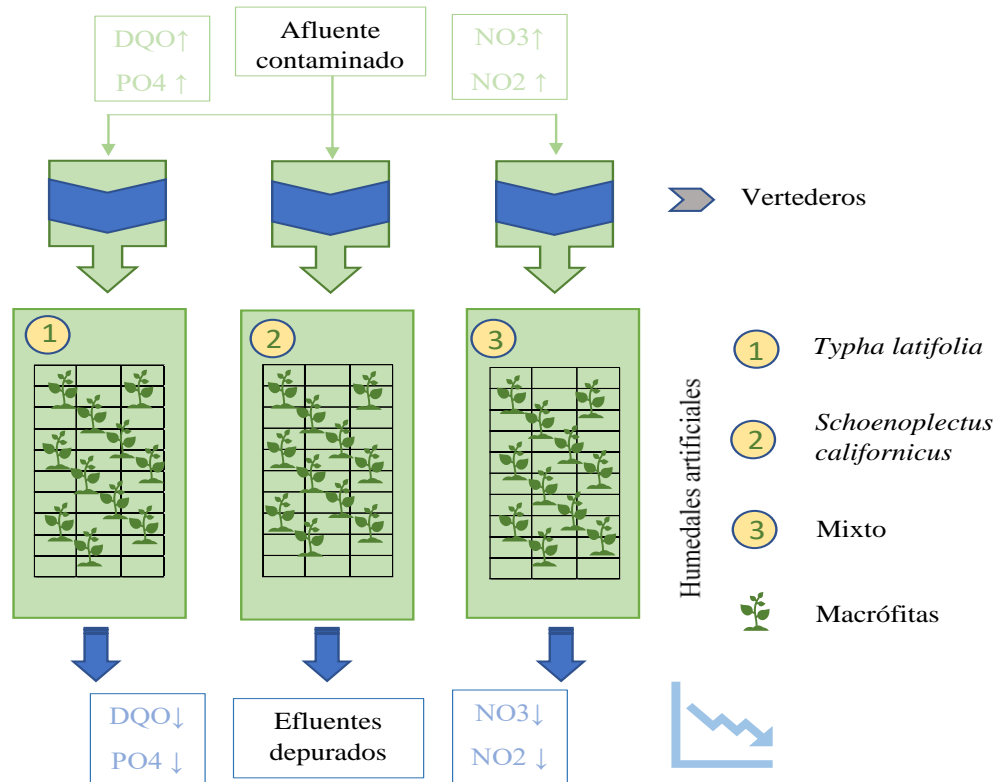 DQO↑
PO4 ↑
Afluente
contaminado
NO3↑
NO2 ↑
Vertederos
1
2
3
Humedales artificiales
1
Typha latifolia
2
Schoenoplectus
californicus
3
Mixto
Macrófitas
DQO↓
PO4 ↓
Efluentes
depurados
NO3↓
NO2 ↓